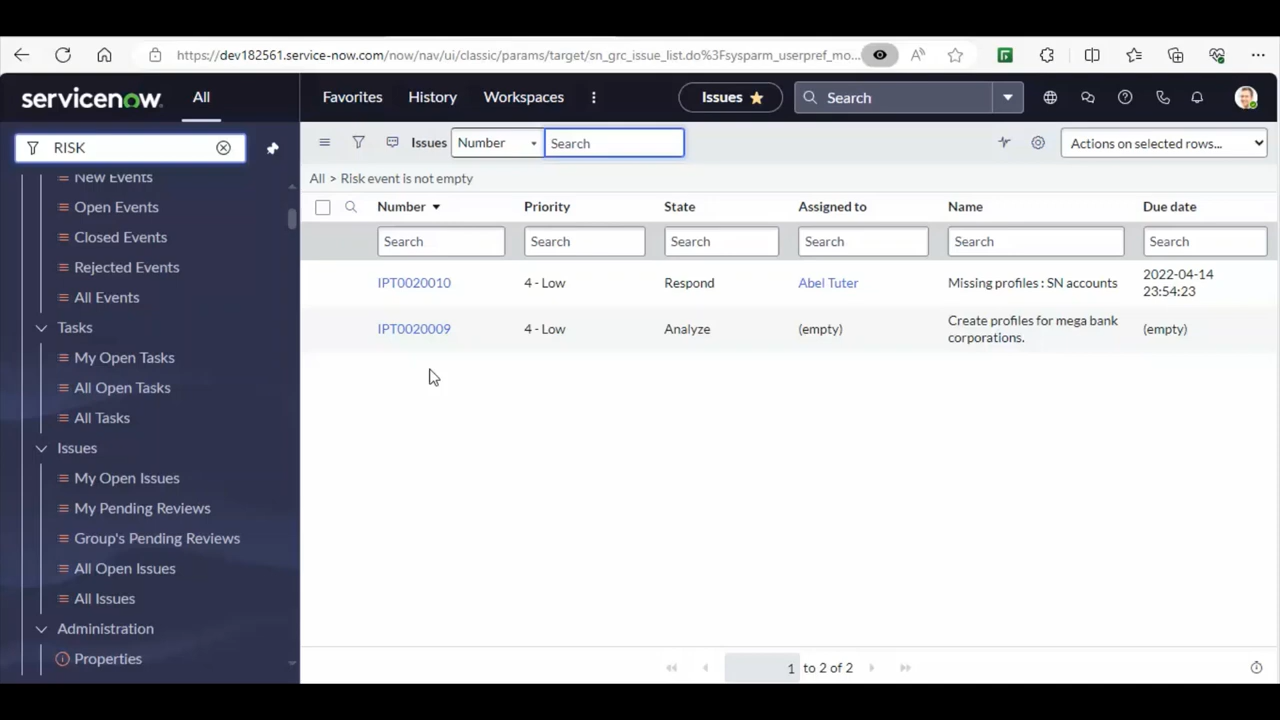 https://dev182561.service-now.com/now/nav/ui/classic/params/target/sn_grc_issue_list.do%3Fsysparm_userpref_mo...
servicenow
All
Favorites
History
Workspaces
Issues
Search
RISK
Issues
Number
Search
Actions on selected rows...
New Events
Open Events
Closed Events
Rejected Events
All Events
Tasks
My Open Tasks
All Open Tasks
All Tasks
Issues
My Open Issues
My Pending Reviews
Group's Pending Reviews
All Open Issues
All Issues
Administration
Properties
All > Risk event is not empty
Number Priority State Assigned to Name Due date
Search Search Search Search Search Search
IPT0020010 4 - Low Respond Abel Tuter Missing profiles : SN accounts 2022-04-14
23:54:23
IPT0020009 4 - Low Analyze (empty) Create profiles for mega bank
corporations. (empty)
1 to 2 of 2